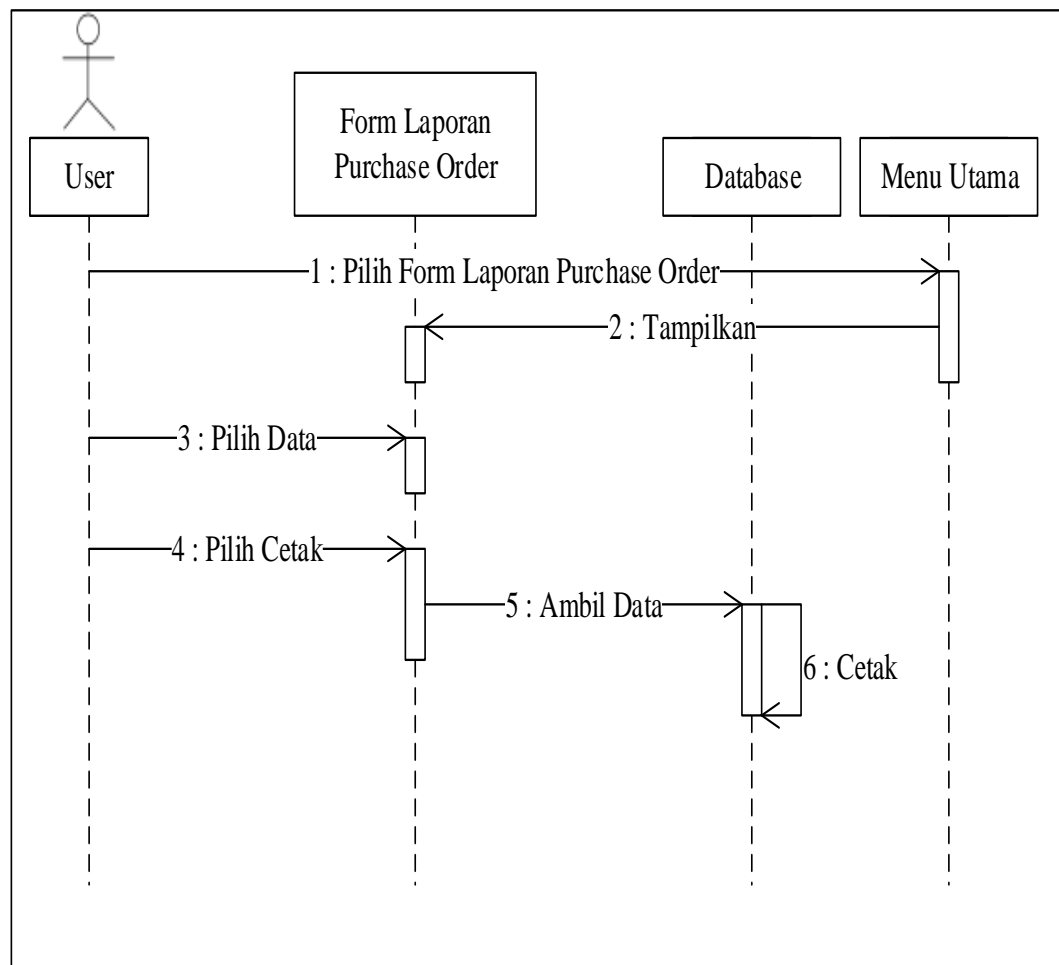 Form Laporan
Purchase Order
User
Database
Menu Utama
1 : Pilih Form Laporan Purchase Order
2 : Tampilkan
3 : Pilih Data
4 : Pilih Cetak
5 : Ambil Data
6 : Cetak